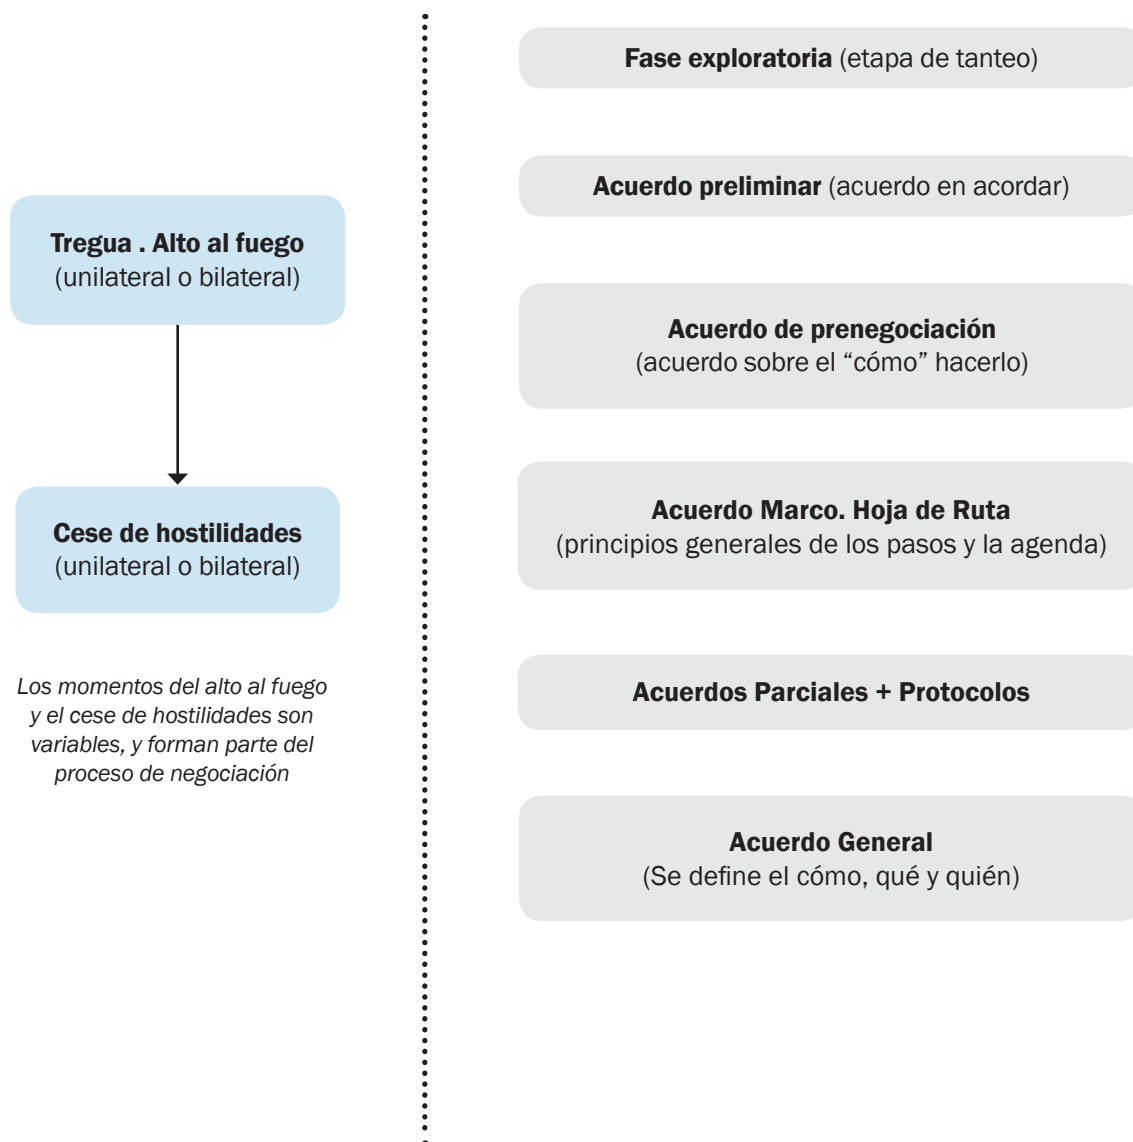 Fase exploratoria (etapa de tanteo)
Acuerdo preliminar (acuerdo en acordar)
Tregua . Alto al fuego
(unilateral o bilateral)
Acuerdo de prenegociación
(acuerdo sobre el “cómo” hacerlo)
Cese de hostilidades
(unilateral o bilateral)
Acuerdo Marco. Hoja de Ruta
(principios generales de los pasos y la agenda)
Los momentos del alto al fuego
y el cese de hostilidades son
variables, y forman parte del
proceso de negociación
Acuerdos Parciales + Protocolos
Acuerdo General
(Se define el cómo, qué y quién)